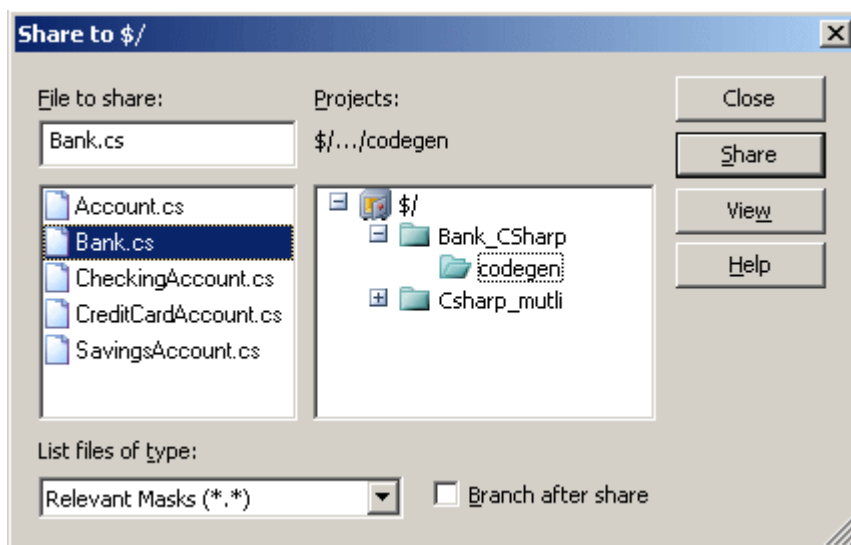 Share to $/
File to share:
Bank.cs
Account.cs
Bank.cs
CheckingAccount.cs
CreditCardAccount.cs
SavingsAccount.cs
Projects:
$/.../codegen
$/
Bank_CSharp
codegen
Csharp_mutli
Close
Share
View
Help
List files of type:
Relevant Masks (*.*)
Branch after share